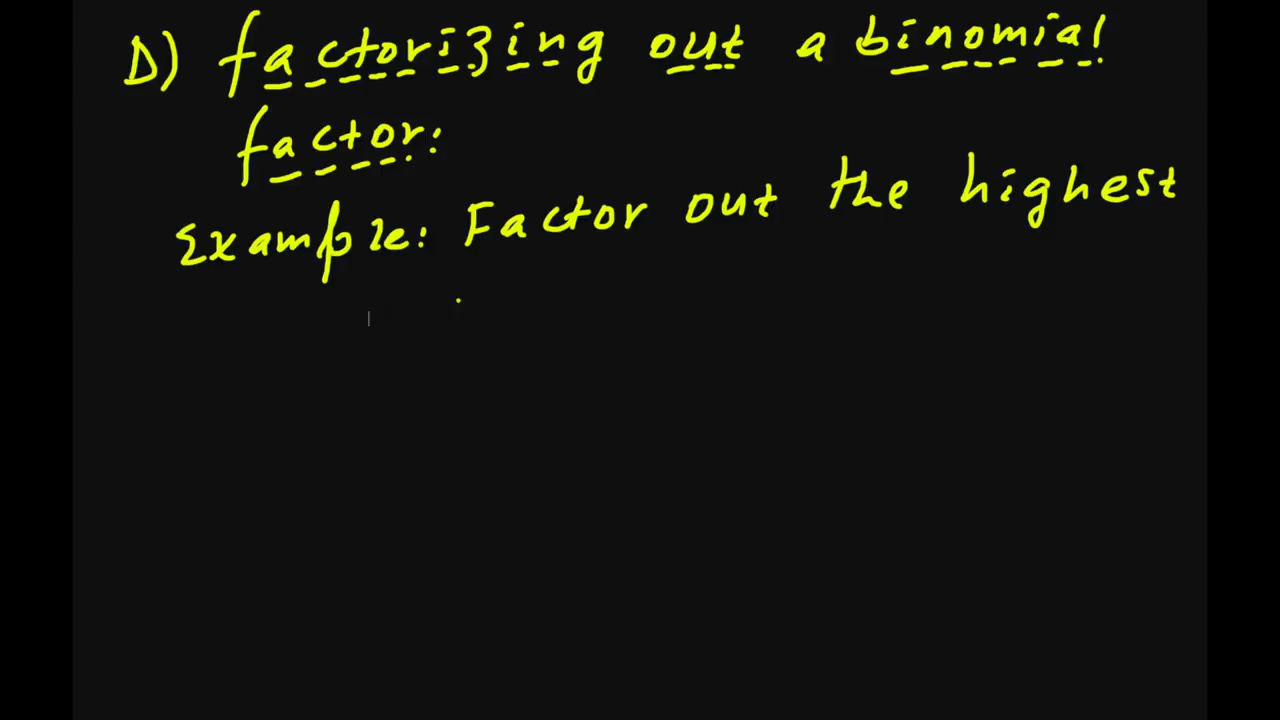 D) factorizing out a binomial
factor:
Example: Factor out the highest